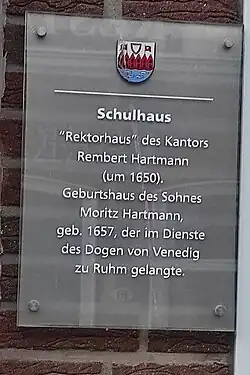 Schulhaus
"Rektorhaus" des Kantors
Rembert Hartmann
(um 1650).
Geburtshaus des Sohnes
Moritz Hartmann,
geb. 1657, der im Dienste
des Dogen von Venedig
zu Ruhm gelangte.